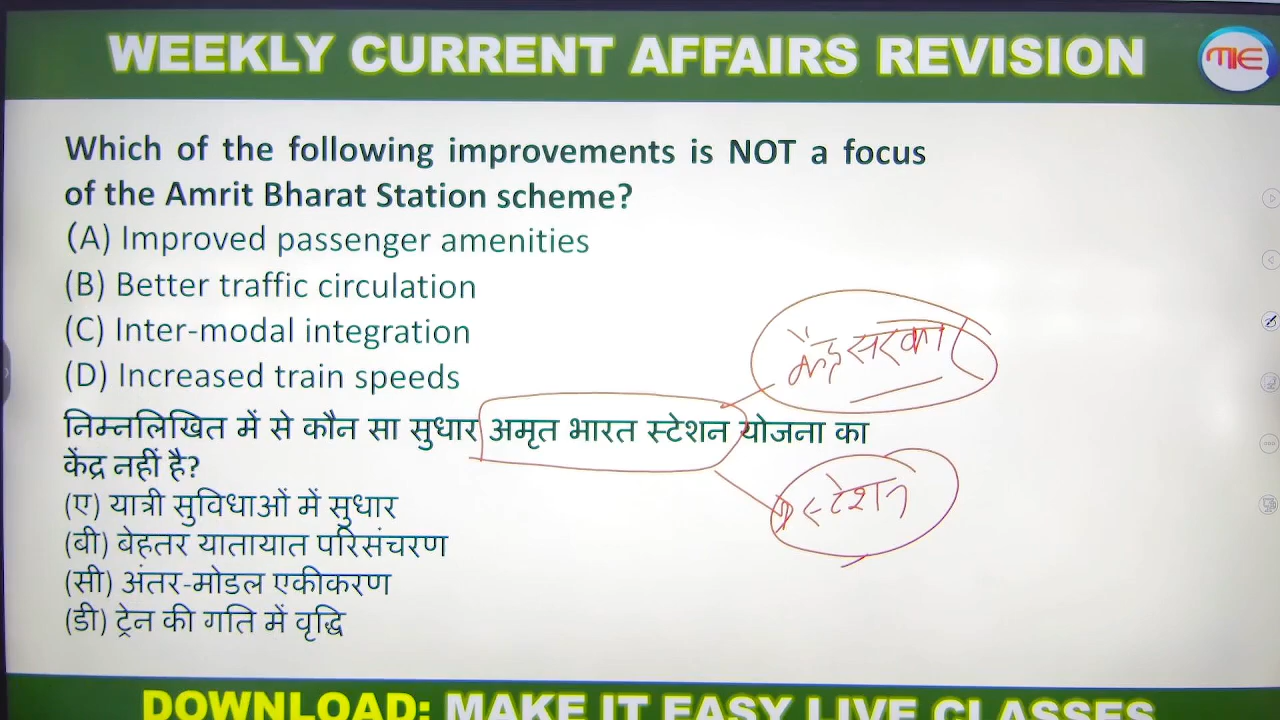 WEEKLY CURRENT AFFAIRS REVISION
MIE
Which of the following improvements is NOT a focus
of the Amrit Bharat Station scheme?
(A) Improved passenger amenities
(B) Better traffic circulation
(C) Inter-modal integration
(D) Increased train speeds
निम्नलिखित में से कौन सा सुधार अमृत भारत स्टेशन योजना का
केंद्र नहीं है?
(ए) यात्री सुविधाओं में सुधार
(बी) बेहतर यातायात परिसंचरण
(सी) अंतर-मोडल एकीकरण
(डी) ट्रेन की गति में वृद्धि
केंद्र सरका
स्टेशन
DOWNLOAD: MAKE IT EASY LIVE CLASSES